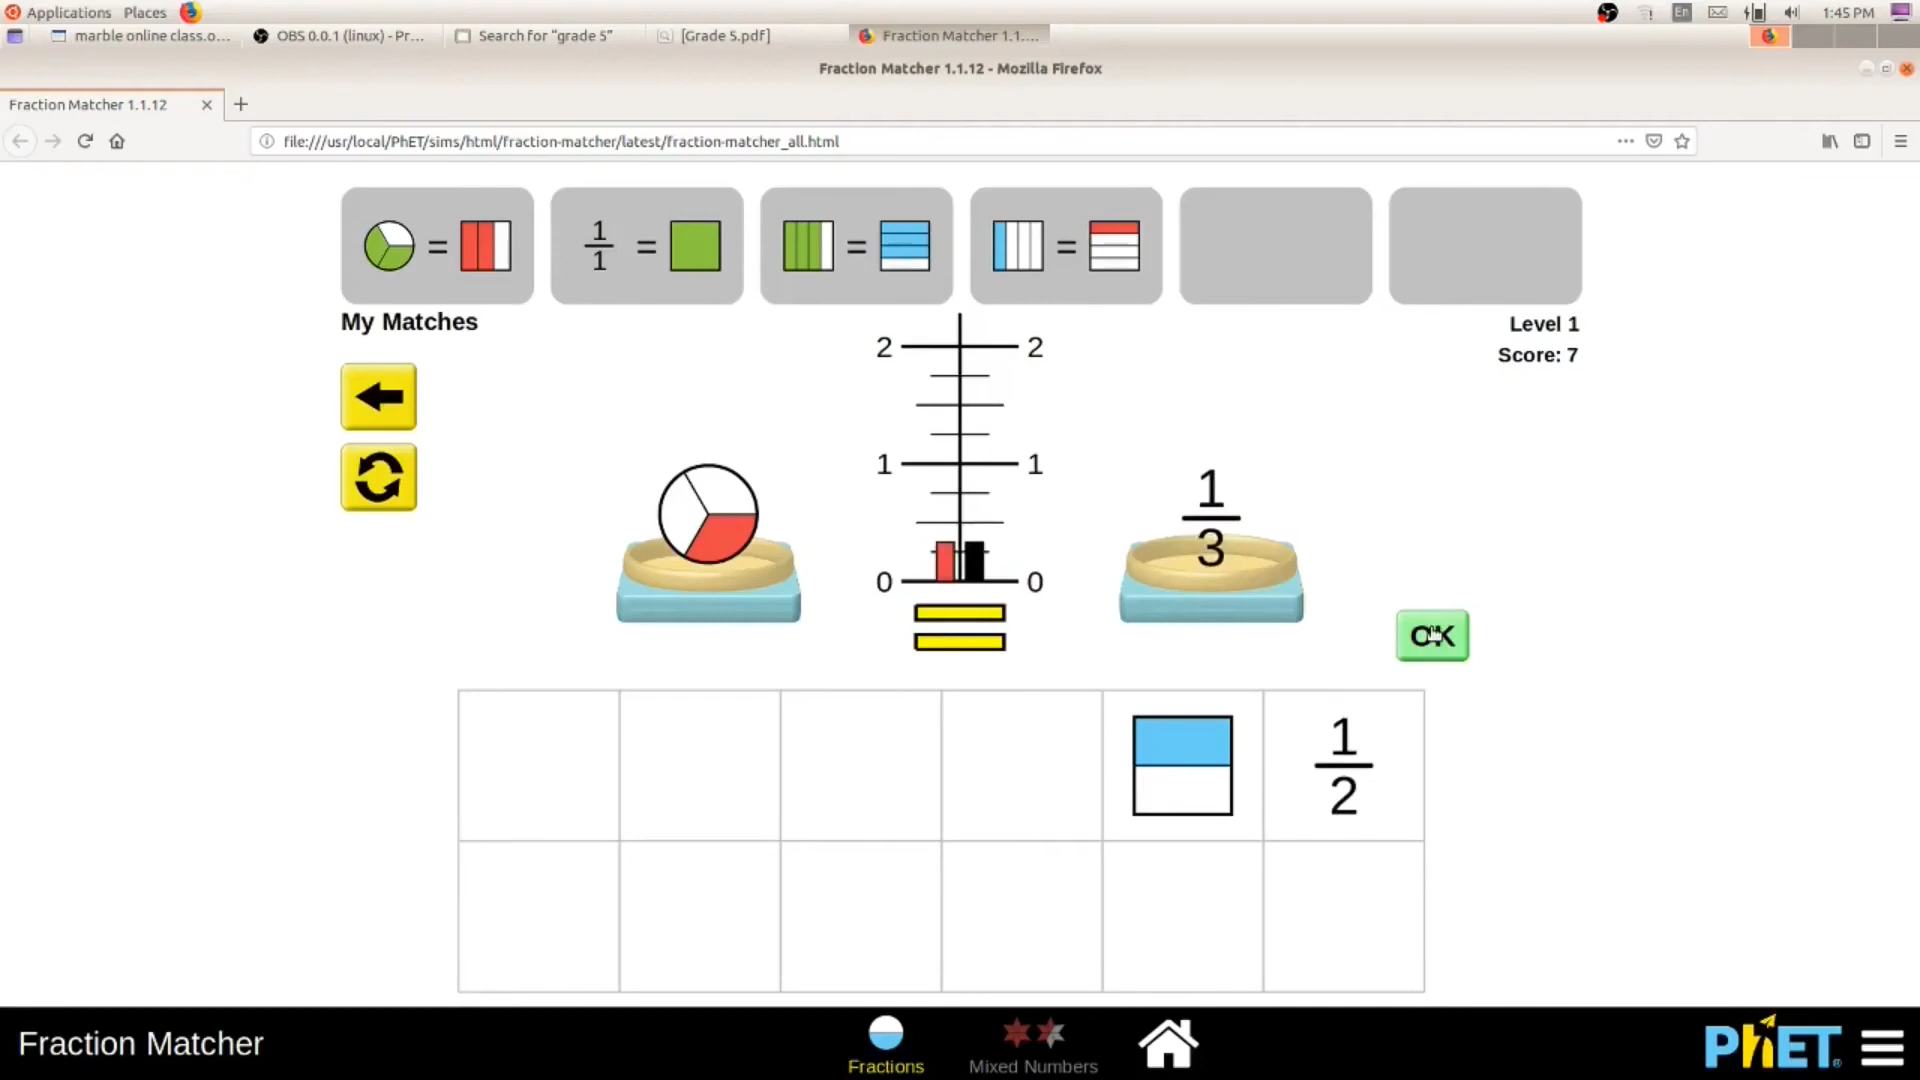 Applications Places En 1:45 PM
marble online class.o... OBS 0.0.1 (linux) - Pr... Search for "grade 5" [Grade 5.pdf] Fraction Matcher 1.1....
Fraction Matcher 1.1.12 - Mozilla Firefox
Fraction Matcher 1.1.12
file:///usr/local/PhET/sims/html/fraction-matcher/latest/fraction-matcher_all.html
=
1
1
=
=
=
My Matches
Level 1
Score: 7
2 2
1 1
0 0
1
3
OK
1
2
Fraction Matcher
Fractions
Mixed Numbers
PhET